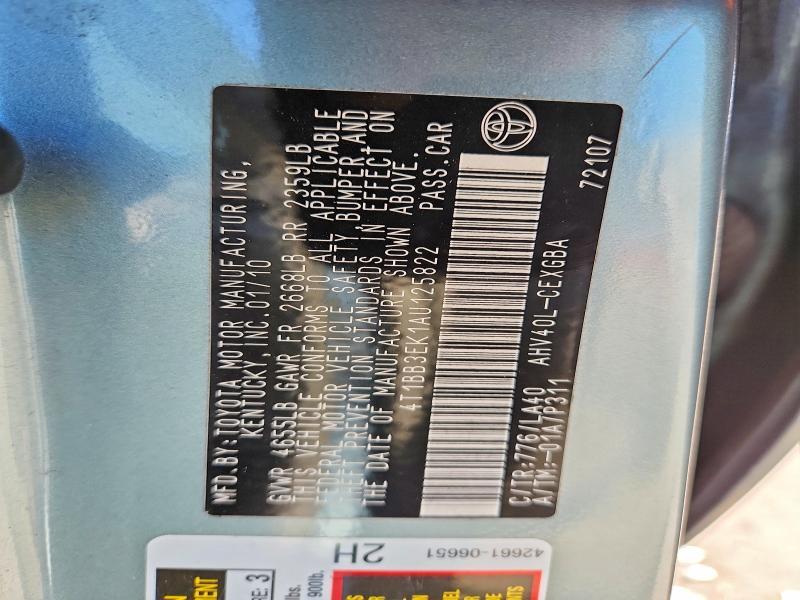 MFD.BY:TOYOTA MOTOR MANUFACTURING,
KENTUCKY, INC. 01/10
GVWR 4655LB GAWR FR 2668LB RR 2359LB
THIS VEHICLE CONFORMS TO ALL APPLICABLE
FEDERAL MOTOR VEHICLE SAFETY, BUMPER, AND
THEFT PREVENTION STANDARDS IN EFFECT ON
THE DATE OF MANUFACTURE SHOWN ABOVE.
4T1BB3EK1AU125822 PASS.CAR
C/TR:776/LA40 AHV40L-CEXGBA
A/TM:-01A/P311
72107
42661-06651
2H
3
900lb.